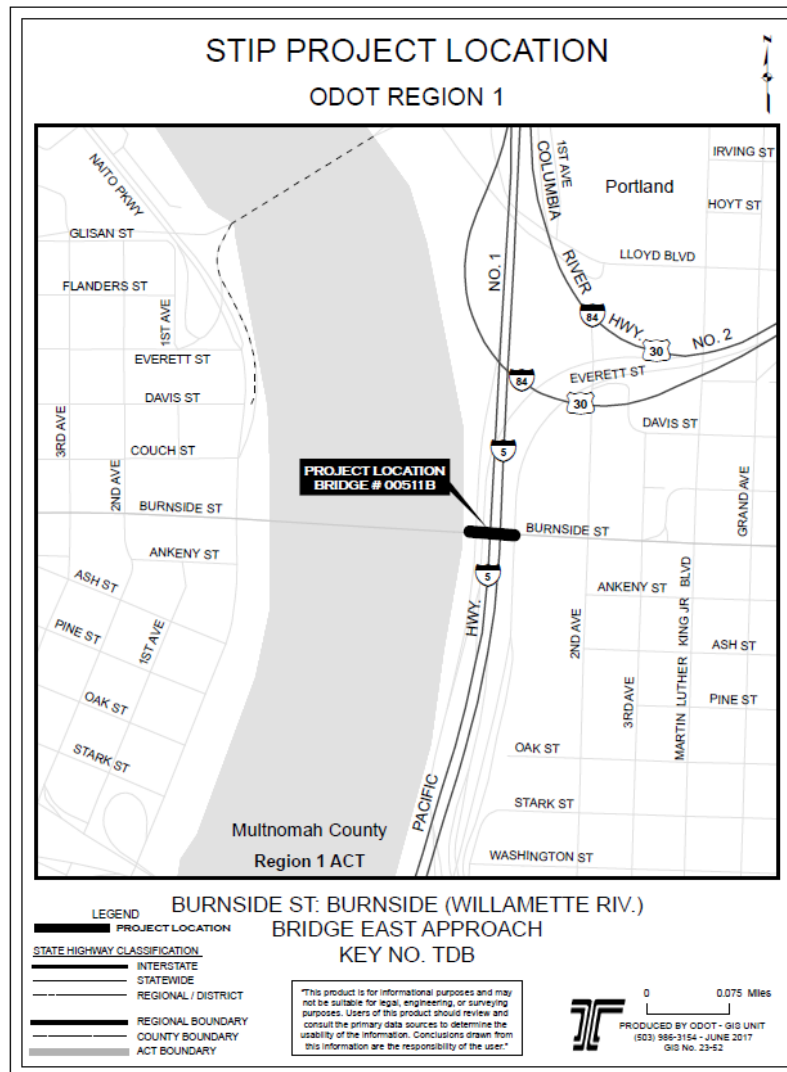 STIP PROJECT LOCATION
ODOT REGION 1
N
NAITO PKWY
GLISAN ST
FLANDERS ST
1ST AVE
EVERETT ST
DAVIS ST
3RD AVE
COUCH ST
2ND AVE
BURNSIDE ST
ANKENY ST
ASH ST
PINE ST
1ST AVE
OAK ST
STARK ST
1ST AVE
COLUMBIA
RIVER
HWY.
NO. 2
Portland
IRVING ST
HOYT ST
LLOYD BLVD
NO. 1
84
30
84
30
EVERETT ST
DAVIS ST
5
PROJECT LOCATION
BRIDGE # 00511B
BURNSIDE ST
GRAND AVE
5
HWY.
PACIFIC
ANKENY ST
2ND AVE
MARTIN LUTHER KING JR BLVD
ASH ST
3RD AVE
PINE ST
OAK ST
STARK ST
WASHINGTON ST
Multnomah County
Region 1 ACT
BURNSIDE ST: BURNSIDE (WILLAMETTE RIV.)
BRIDGE EAST APPROACH
KEY NO. TDB
LEGEND
PROJECT LOCATION
STATE HIGHWAY CLASSIFICATION
INTERSTATE
STATEWIDE
REGIONAL / DISTRICT
REGIONAL BOUNDARY
COUNTY BOUNDARY
ACT BOUNDARY
"This product is for informational purposes and may
not be suitable for legal, engineering, or surveying
purposes. Users of this product should review and
consult the primary data sources to determine the
usability of the information. Conclusions drawn from
this information are the responsibility of the user."
0 0.075 Miles
PRODUCED BY ODOT - GIS UNIT
(503) 986-3154 - JUNE 2017
GIS No. 23-52